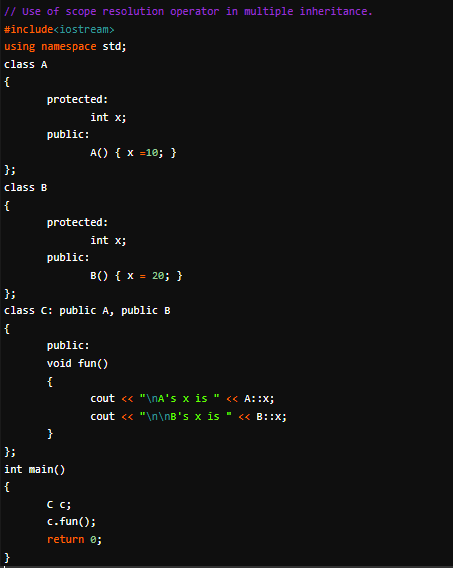 // Use of scope resolution operator in multiple inheritance.
#include<iostream>
using namespace std;
class A
{
protected:
int x;
public:
A() { x =10; }
};
class B
{
protected:
int x;
public:
B() { x = 20; }
};
class C: public A, public B
{
public:
void fun()
{
cout << "\nA's x is " << A::x;
cout << "\n\nB's x is " << B::x;
}
};
int main()
{
C c;
c.fun();
return 0;
}